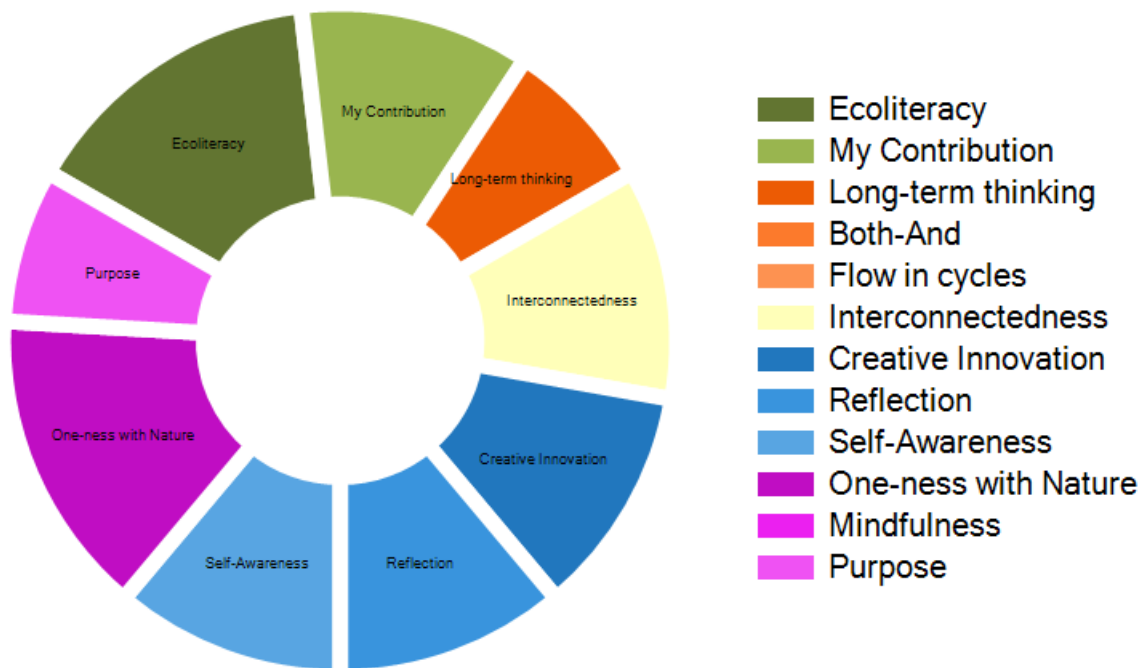 My Contribution
Ecoliteracy
Long-term thinking
Purpose
Interconnectedness
One-ness with Nature
Creative Innovation
Self-Awareness
Reflection
Ecoliteracy
My Contribution
Long-term thinking
Both-And
Flow in cycles
Interconnectedness
Creative Innovation
Reflection
Self-Awareness
One-ness with Nature
Mindfulness
Purpose